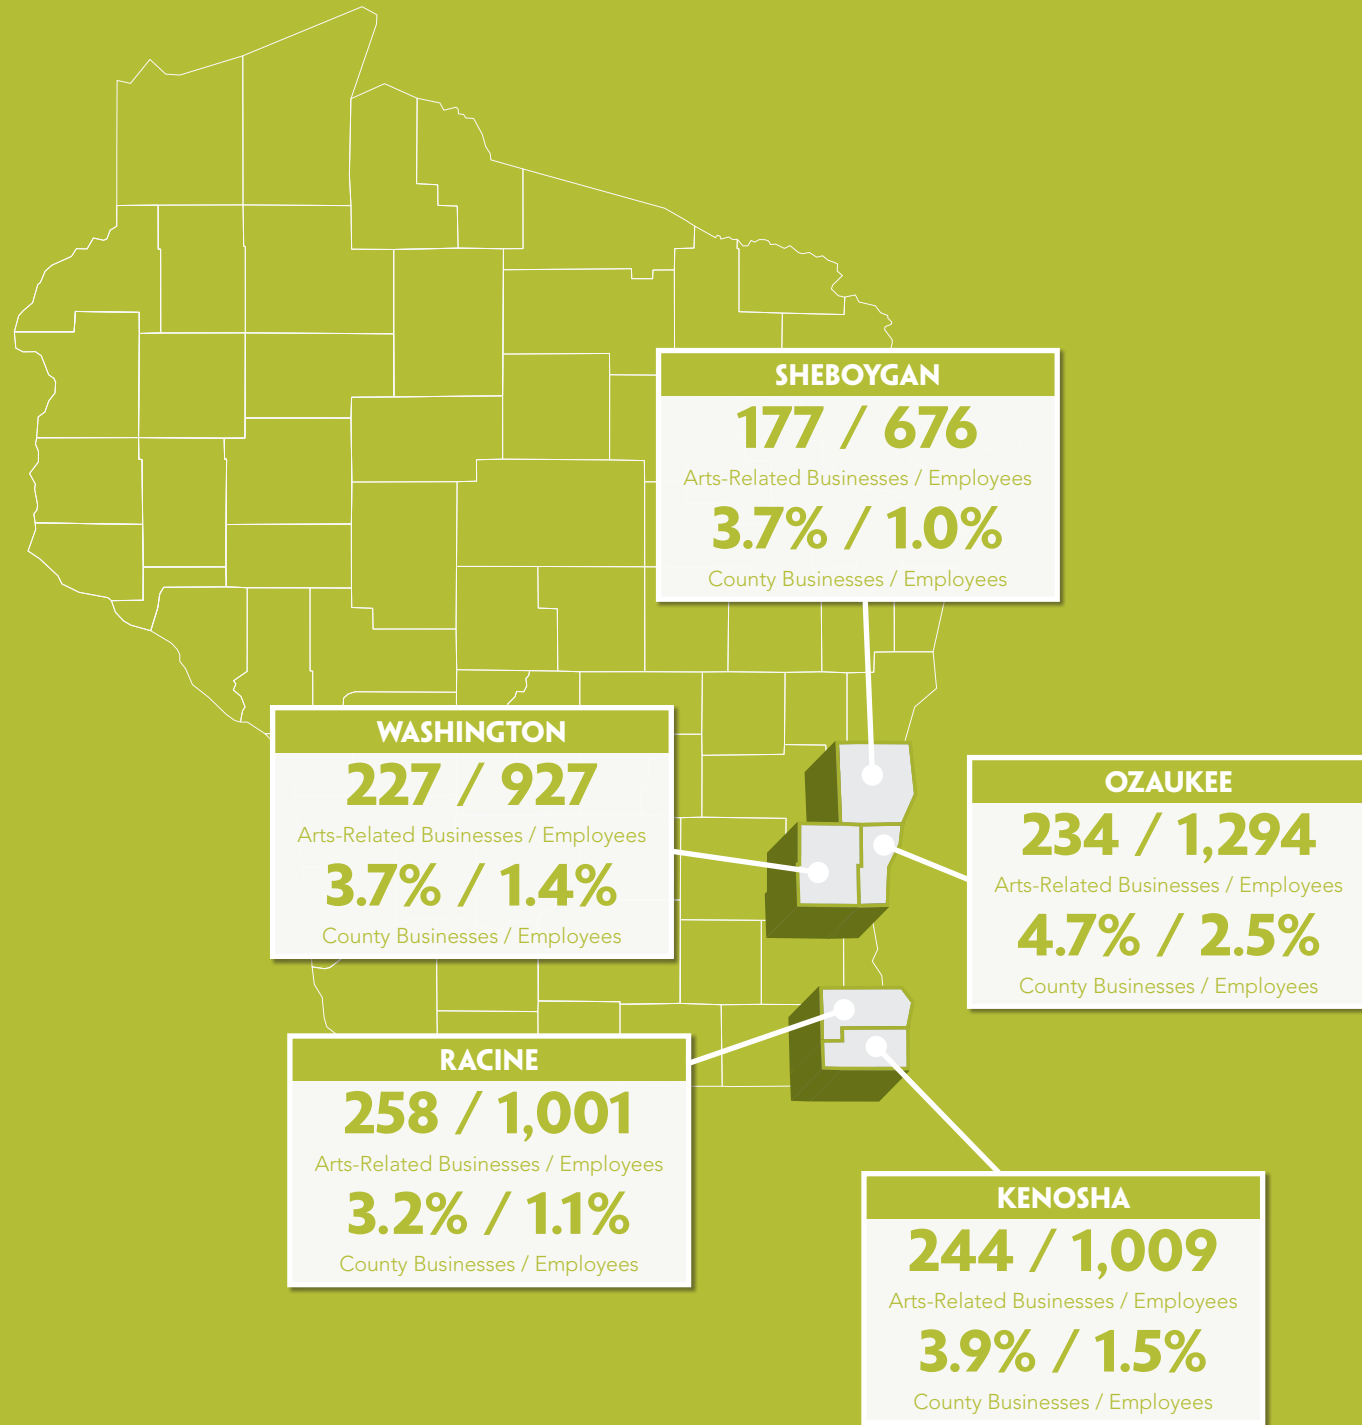 SHEBOYGAN
177 / 676
Arts-Related Businesses / Employees
3.7% / 1.0%
County Businesses / Employees
WASHINGTON
227 / 927
Arts-Related Businesses / Employees
3.7% / 1.4%
County Businesses / Employees
OZAUKEE
234 / 1,294
Arts-Related Businesses / Employees
4.7% / 2.5%
County Businesses / Employees
RACINE
258 / 1,001
Arts-Related Businesses / Employees
3.2% / 1.1%
County Businesses / Employees
KENOSHA
244 / 1,009
Arts-Related Businesses / Employees
3.9% / 1.5%
County Businesses / Employees